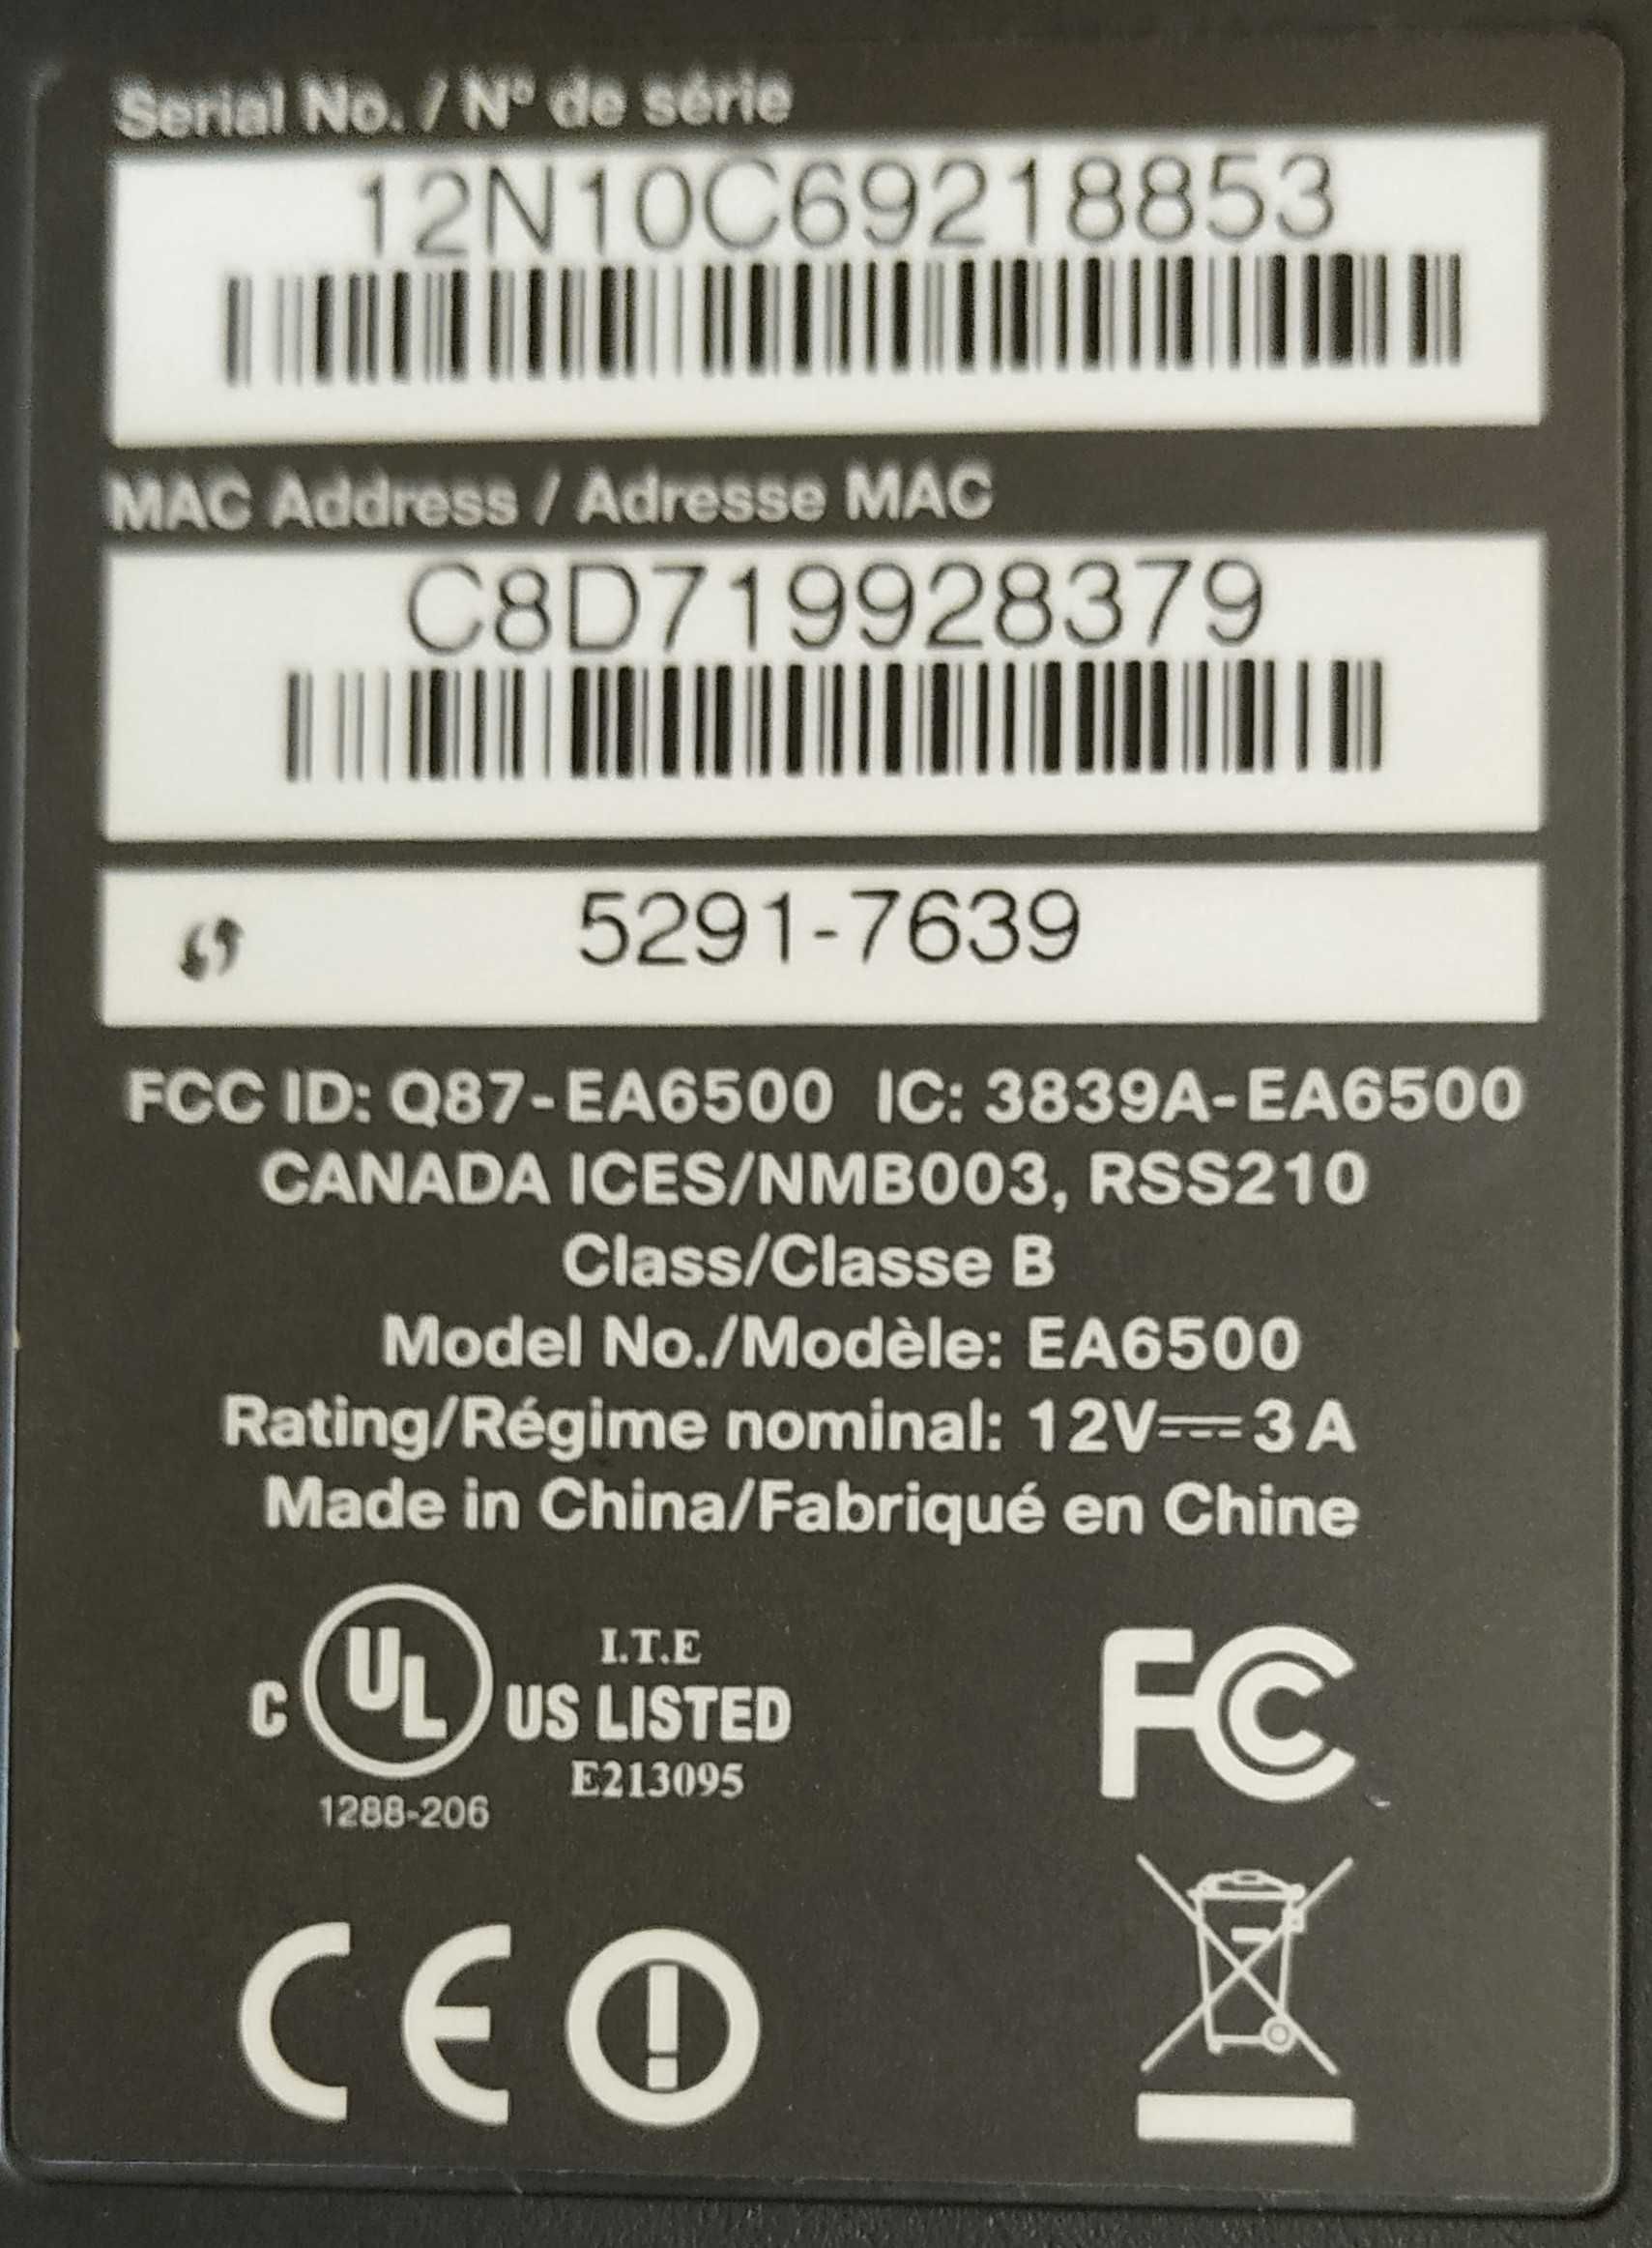 Serial No. / N° de série
12N10C69218853
MAC Address / Adresse MAC
C8D719928379
5291-7639
FCC ID: Q87-EA6500 IC: 3839A-EA6500
CANADA ICES/NMB003, RSS210
Class/Classe B
Model No./Modèle: EA6500
Rating/Régime nominal: 12V⎓3A
Made in China/Fabriqué en Chine
C UL US LISTED
I.T.E
E213095
1288-206
FC
CE